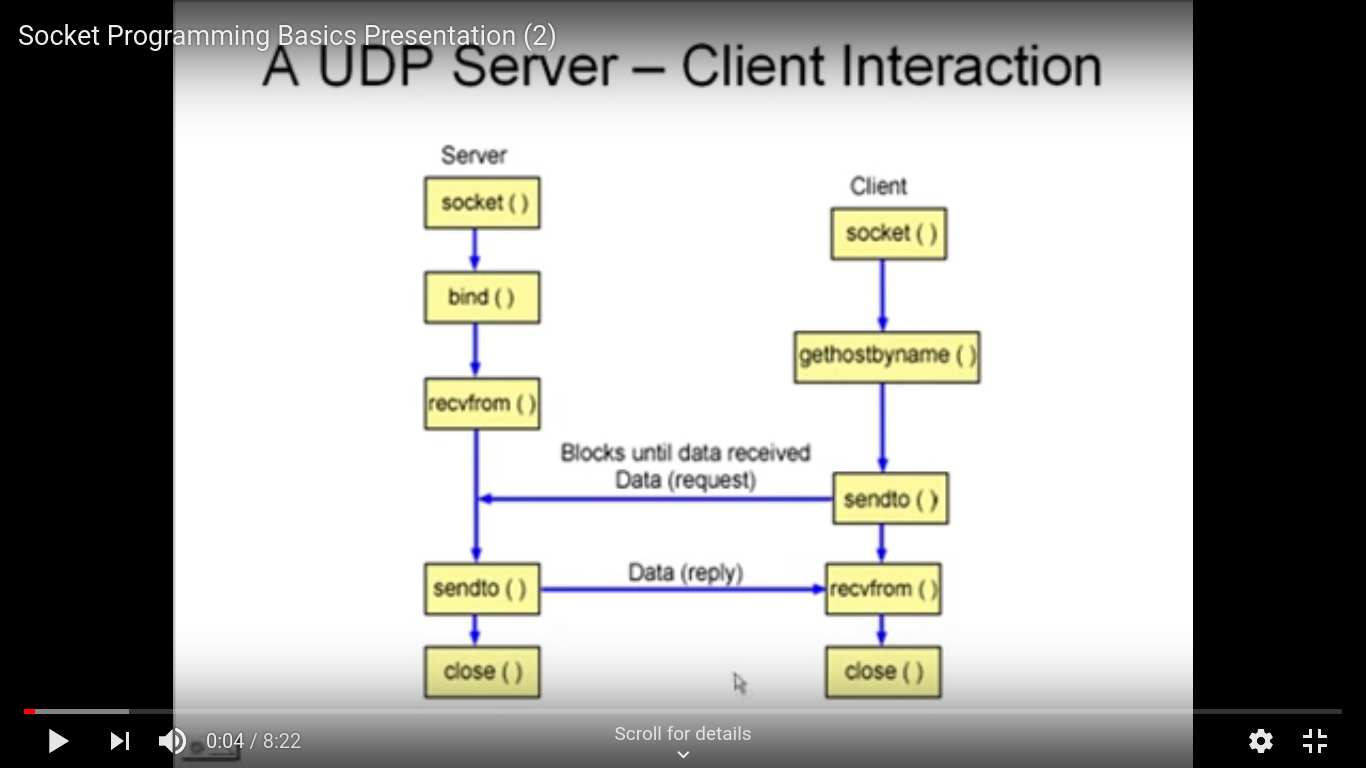 Socket Programming Basics Presentation (2)
A UDP Server – Client Interaction
Server
socket ( )
bind ( )
recvfrom ( )
sendto ( )
close ( )
Client
socket ( )
gethostbyname ( )
sendto ( )
recvfrom ( )
close ( )
Blocks until data received
Data (request)
Data (reply)
Scroll for details
0:04 / 8:22